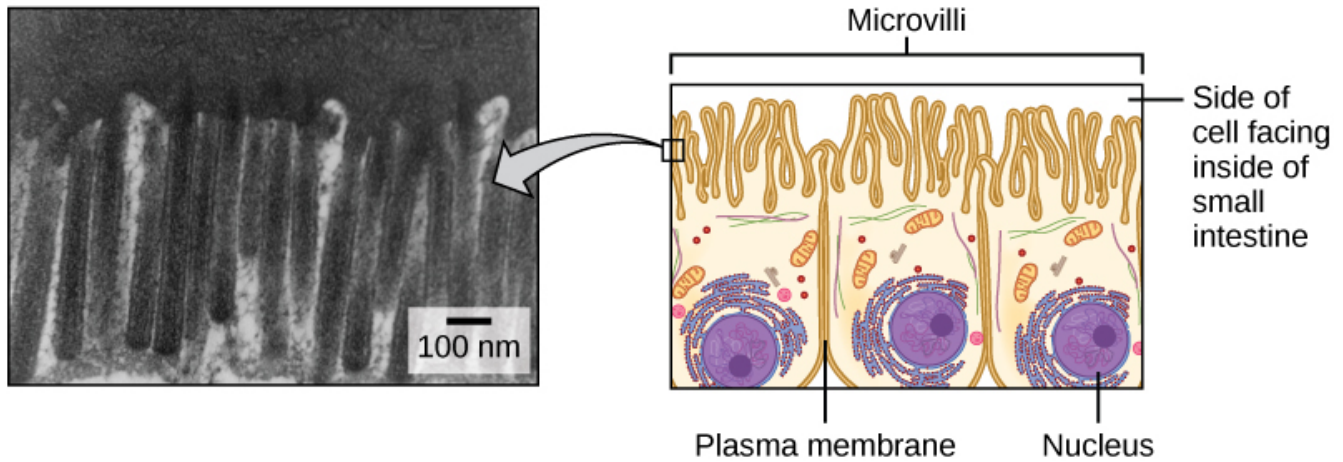 Microvilli
Side of
cell facing
inside of
small
intestine
100 nm
Plasma membrane
Nucleus